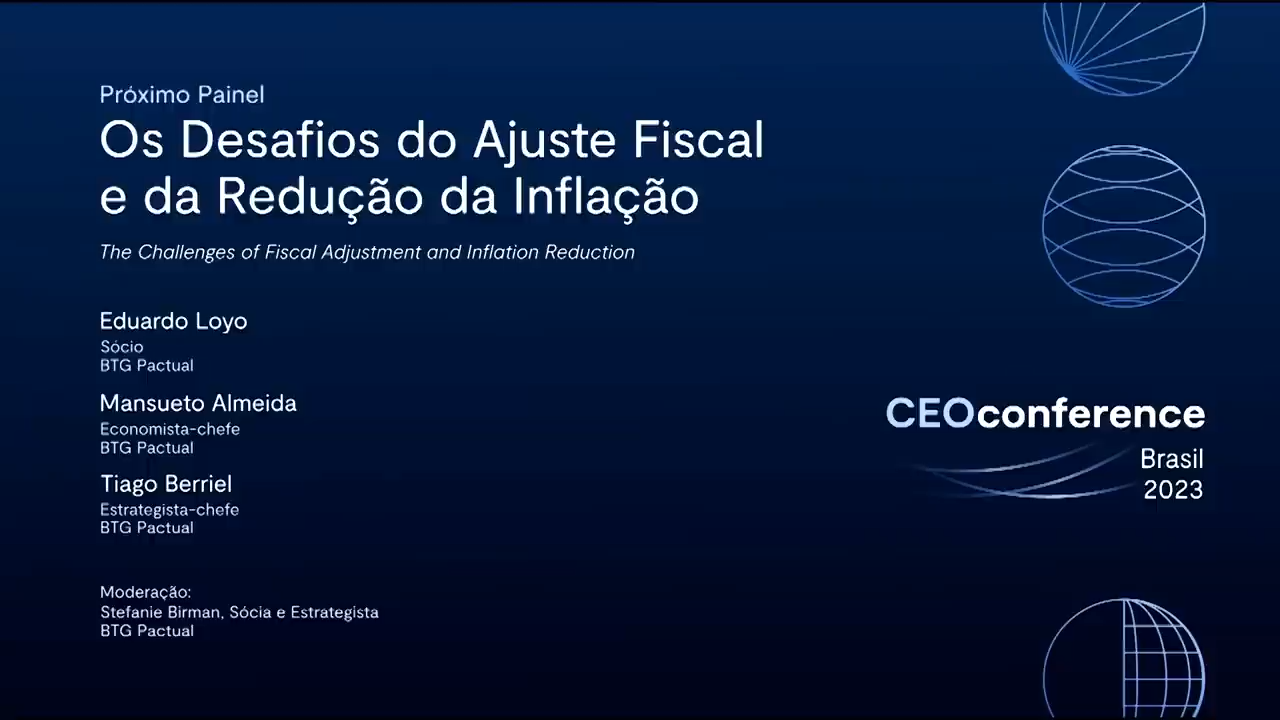 Próximo Painel
Os Desafios do Ajuste Fiscal
e da Redução da Inflação
The Challenges of Fiscal Adjustment and Inflation Reduction
Eduardo Loyo
Sócio
BTG Pactual
Mansueto Almeida
Economista-chefe
BTG Pactual
Tiago Berriel
Estrategista-chefe
BTG Pactual
Moderação:
Stefanie Birman, Sócia e Estrategista
BTG Pactual
CEOconference
Brasil
2023